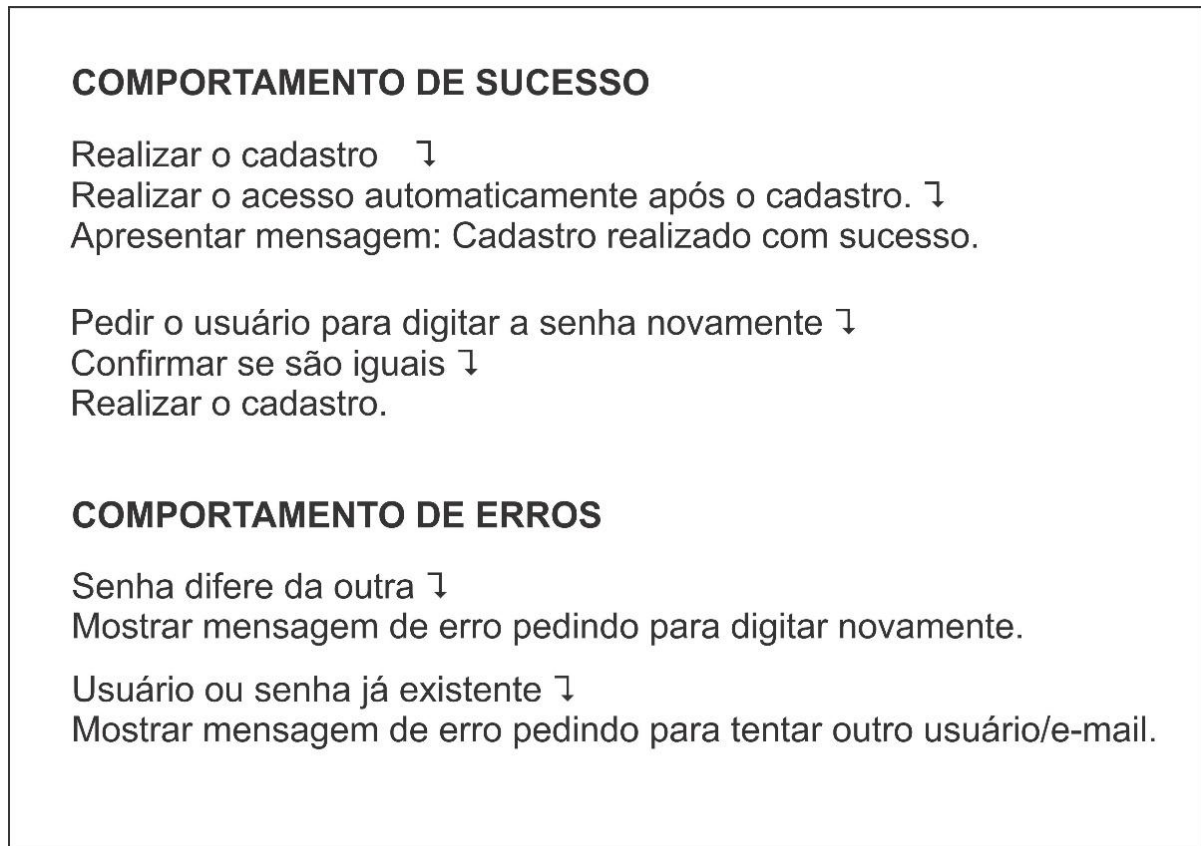 COMPORTAMENTO DE SUCESSO
Realizar o cadastro ↴
Realizar o acesso automaticamente após o cadastro. ↴
Apresentar mensagem: Cadastro realizado com sucesso.
Pedir o usuário para digitar a senha novamente ↴
Confirmar se são iguais ↴
Realizar o cadastro.
COMPORTAMENTO DE ERROS
Senha difere da outra ↴
Mostrar mensagem de erro pedindo para digitar novamente.
Usuário ou senha já existente ↴
Mostrar mensagem de erro pedindo para tentar outro usuário/e-mail.